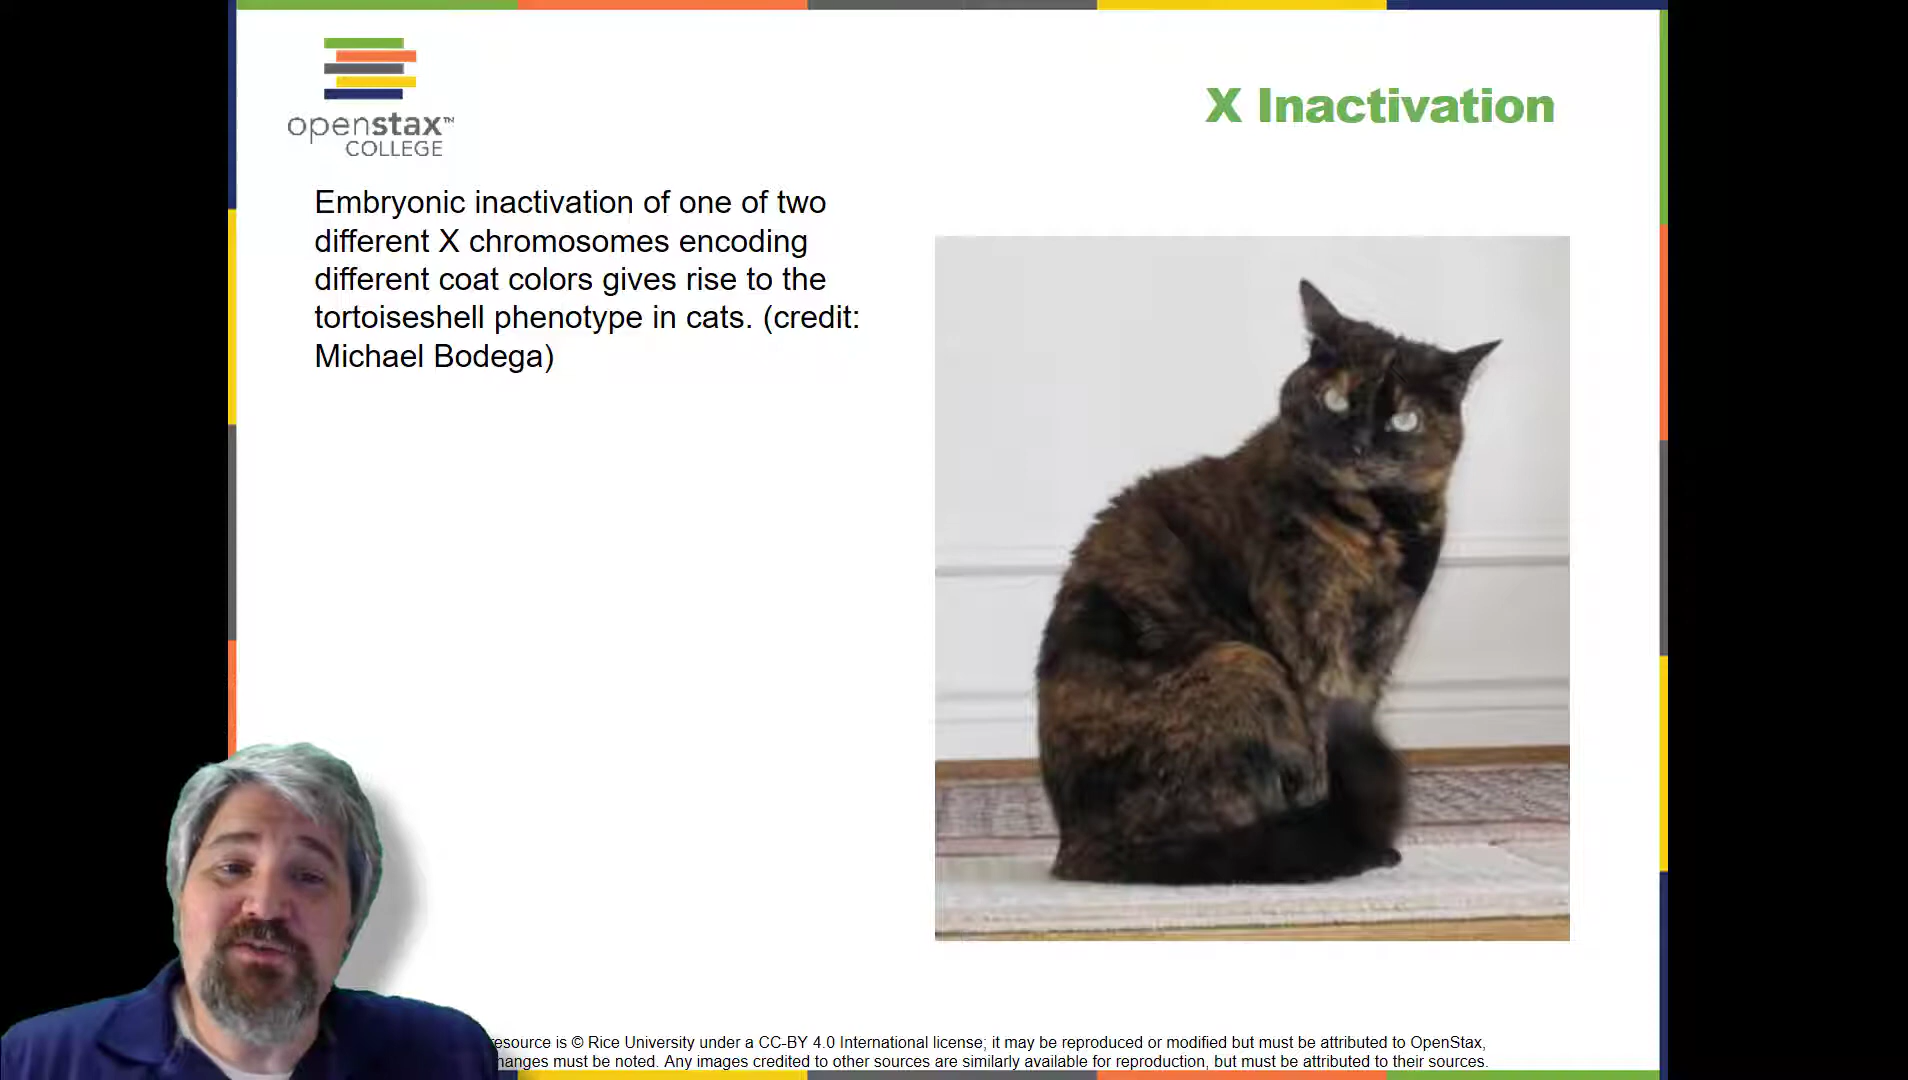 openstax™
COLLEGE
X Inactivation
Embryonic inactivation of one of two
different X chromosomes encoding
different coat colors gives rise to the
tortoiseshell phenotype in cats. (credit:
Michael Bodega)
is © Rice University under a CC-BY 4.0 International license; it may be reproduced or modified but must be attributed to OpenStax,
must be noted. Any images credited to other sources are similarly available for reproduction, but must be attributed to their sources.